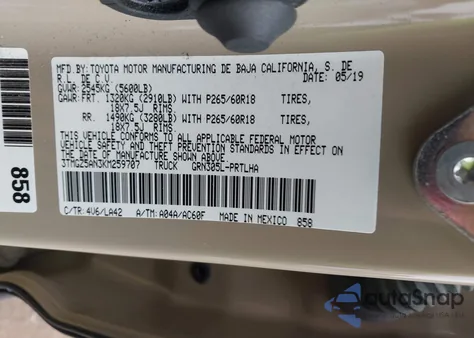 MFD.BY:TOYOTA MOTOR MANUFACTURING DE BAJA CALIFORNIA, S. DE
R.L. DE C.V. DATE: 05/19
GVWR: 2545KG (5600LB)
GAWR: FRT. 1320KG (2910LB) WITH P265/60R18 TIRES,
18X7.5J RIMS.
RR. 1490KG (3280LB) WITH P265/60R18 TIRES,
18X7.5J RIMS.
THIS VEHICLE CONFORMS TO ALL APPLICABLE FEDERAL MOTOR
VEHICLE SAFETY AND THEFT PREVENTION STANDARDS IN EFFECT
ON THE DATE OF MANUFACTURE SHOWN ABOVE.
3TMGZ5AN3KM259707 TRUCK GRN305L-PRTLHA
C/TR: 4V6/LA42 A/TM: A04A/AC60F MADE IN MEXICO 858
858
autoSnap